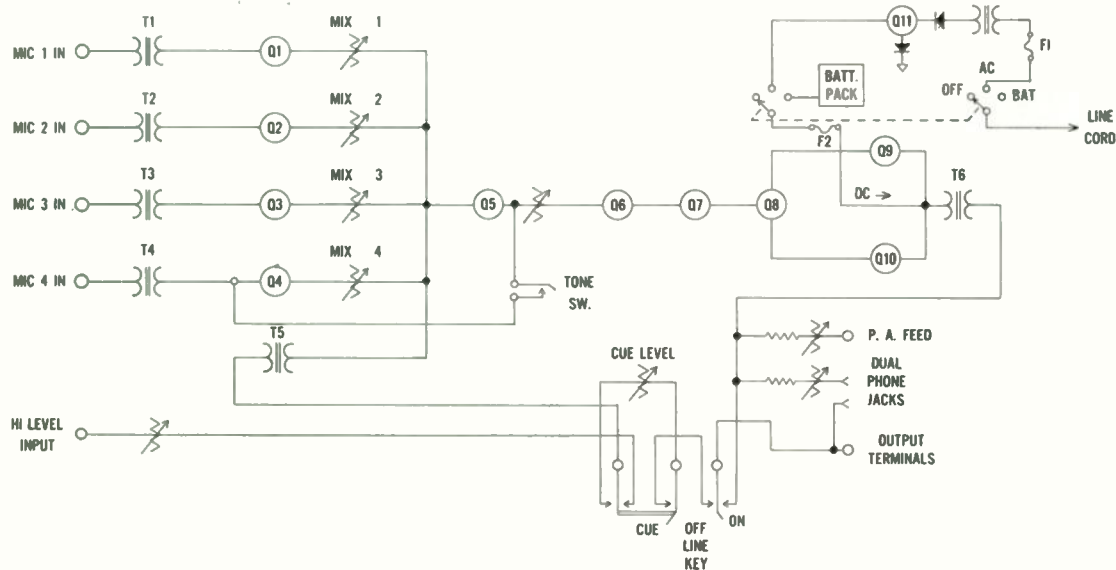 T1
MIX 1
MIC 1 IN
Q1
T2
MIX 2
MIC 2 IN
Q2
T3
MIX 3
MIC 3 IN
Q3
T4
MIX 4
MIC 4 IN
Q4
T5
HI LEVEL
INPUT
Q5
TONE
SW.
Q6
Q7
Q8
Q9
Q10
DC →
T6
Q11
F1
AC
OFF
BAT
BATT.
PACK
F2
LINE
CORD
P. A. FEED
DUAL
PHONE
JACKS
OUTPUT
TERMINALS
CUE LEVEL
CUE
OFF
LINE
KEY
ON